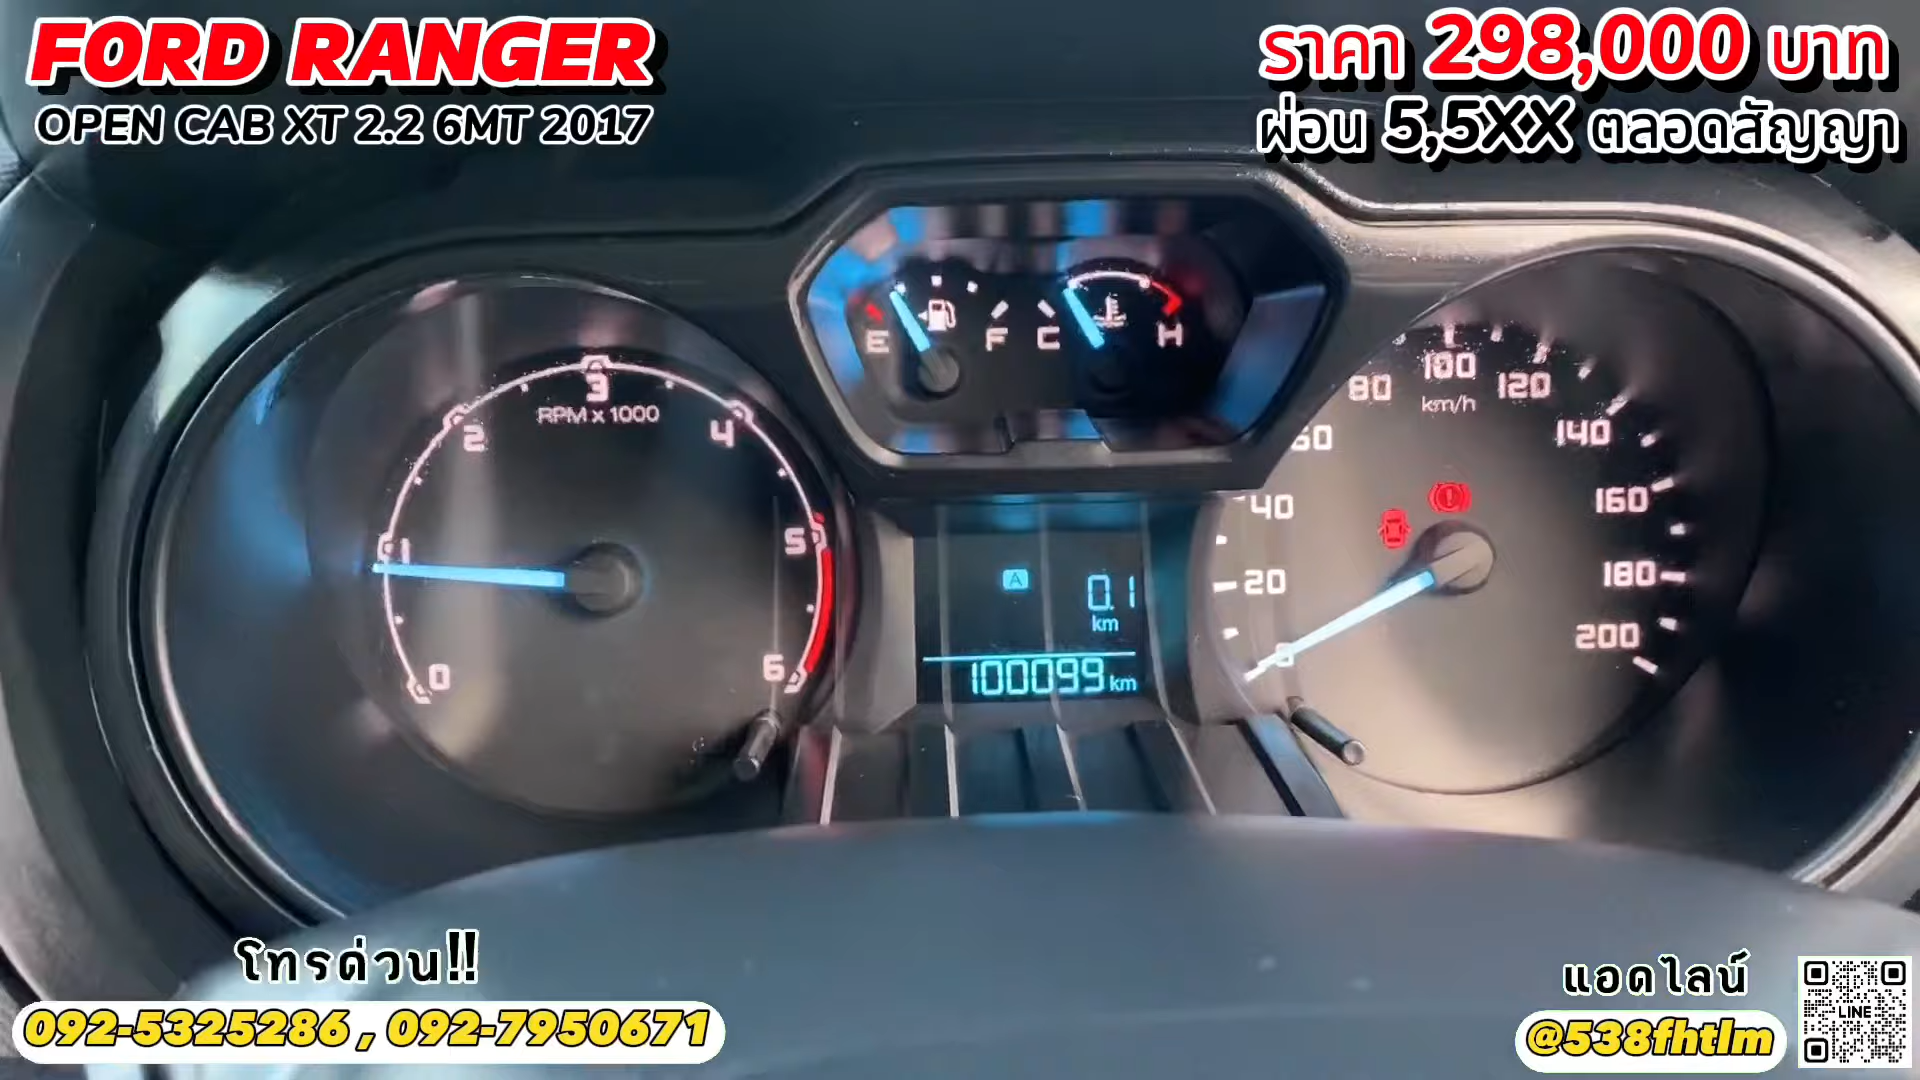 FORD RANGER
OPEN CAB XT 2.2 6MT 2017
ราคา 298,000 บาท
ผ่อน 5,5XX ตลอดสัญญา
E F C H
0 1 2 3 4 5 6
RPM x 1000
A 0.1
km
100099 km
0 20 40 60 80 100 120 140 160 180 200
km/h
โทรด่วน!!
092-5325286 , 092-7950671
แอดไลน์
@538fhtlm
LINE